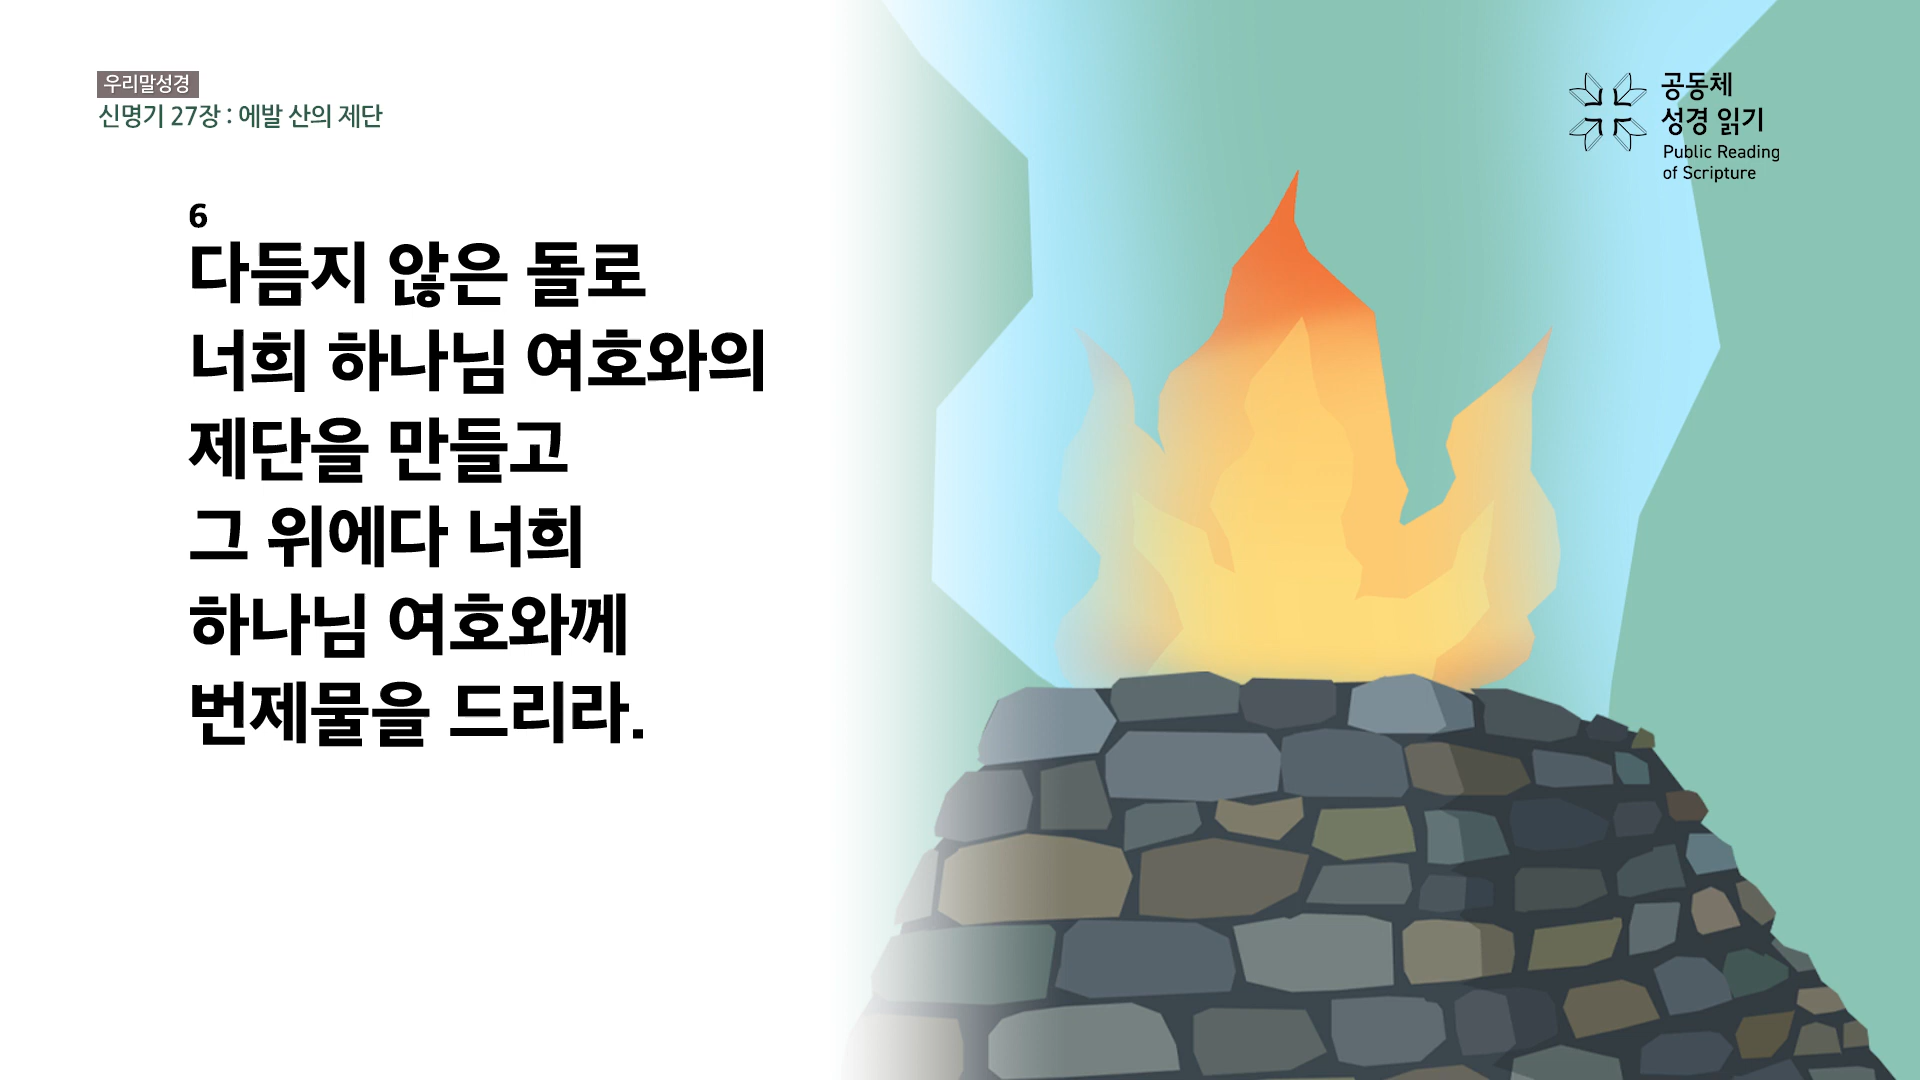 우리말성경
신명기 27장 : 에발 산의 제단
공동체
성경 읽기
Public Reading
of Scripture
6
다듬지 않은 돌로
너희 하나님 여호와의
제단을 만들고
그 위에다 너희
하나님 여호와께
번제물을 드리라.